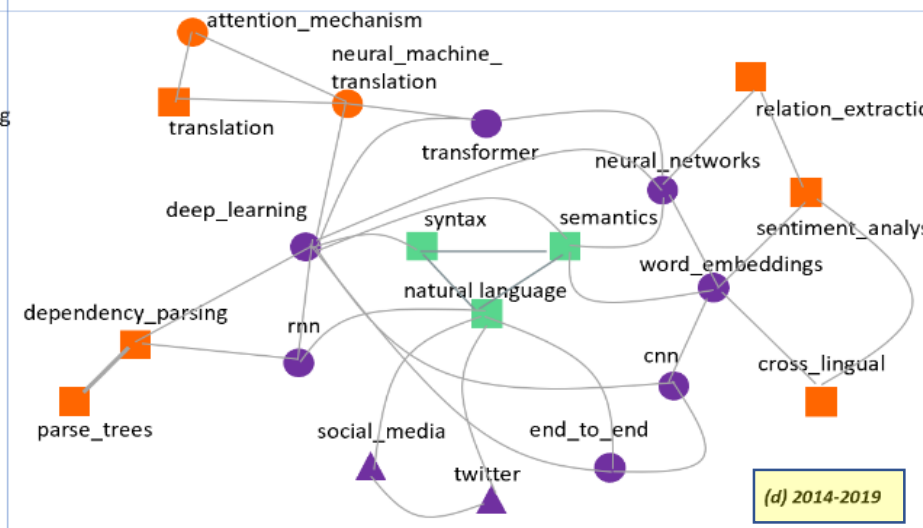 attention_mechanism
neural_machine_
translation
g
translation
transformer
relation_extractio
neural_networks
deep_learning
syntax
semantics
sentiment_analys
word_embeddings
natural language
dependency_parsing
rnn
cnn
cross_lingual
parse_trees
social_media
end_to_end
twitter
(d) 2014-2019